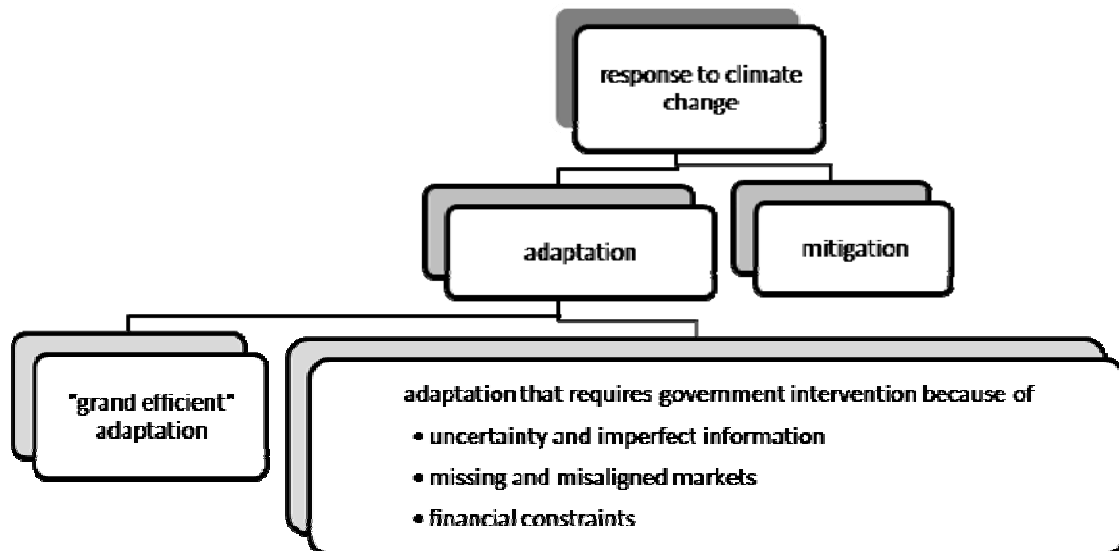 response to climate
change
adaptation
mitigation
"grand efficient"
adaptation
adaptation that requires government intervention because of
• uncertainty and imperfect information
• missing and misaligned markets
• financial constraints